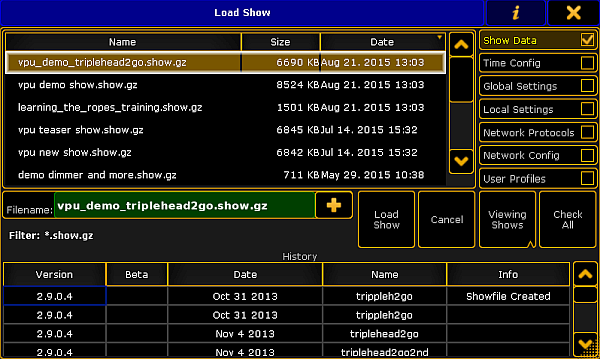 Load Show i
Name Size Date
vpu_demo_triplehead2go.show.gz 6690 KB Aug 21. 2015 13:03
vpu demo show.show.gz 8524 KB Aug 21. 2015 13:03
learning_the_ropes_training.show.gz 1501 KB Aug 21. 2015 13:03
vpu teaser show.show.gz 6845 KB Jul 14. 2015 15:32
vpu new show.show.gz 6842 KB Jul 14. 2015 15:32
demo dimmer and more.show.gz 711 KB May 29. 2015 10:38
Show Data
Time Config
Global Settings
Local Settings
Network Protocols
Network Config
User Profiles
Filename: vpu_demo_triplehead2go.show.gz
Filter: *.show.gz
Load Show
Cancel
Viewing Shows
Check All
History
Version Beta Date Name Info
2.9.0.4 Oct 31 2013 trippleh2go Showfile Created
2.9.0.4 Oct 31 2013 trippleh2go
2.9.0.4 Nov 4 2013 triplehead2go
2.9.0.4 Nov 4 2013 triplehead2go2nd